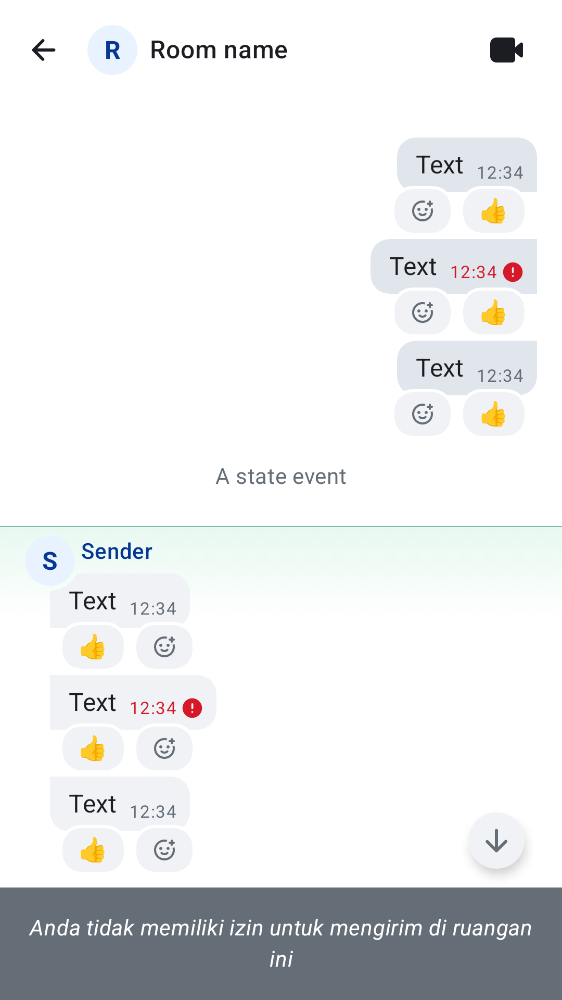 R Room name
Text 12:34
👍
Text 12:34
👍
Text 12:34
👍
A state event
S Sender
Text 12:34
👍
Text 12:34
👍
Text 12:34
👍
Anda tidak memiliki izin untuk mengirim di ruangan
ini